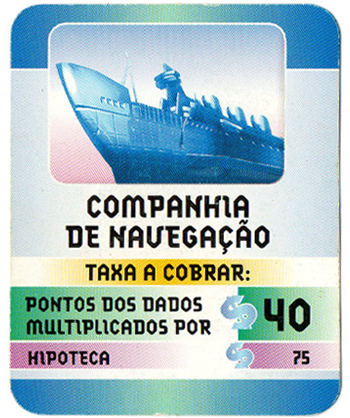 COMPANHIA
DE NAVEGAÇÃO
TAXA A COBRAR:
PONTOS DOS DADOS
MULTIPLICADOS POR $ 40
HIPOTECA $ 75